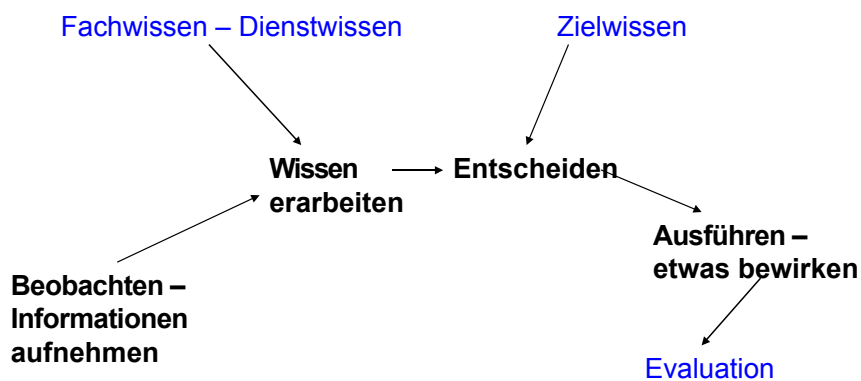 Fachwissen – Dienstwissen
Zielwissen
Wissen
erarbeiten
Entscheiden
Ausführen –
etwas bewirken
Beobachten –
Informationen
aufnehmen
Evaluation